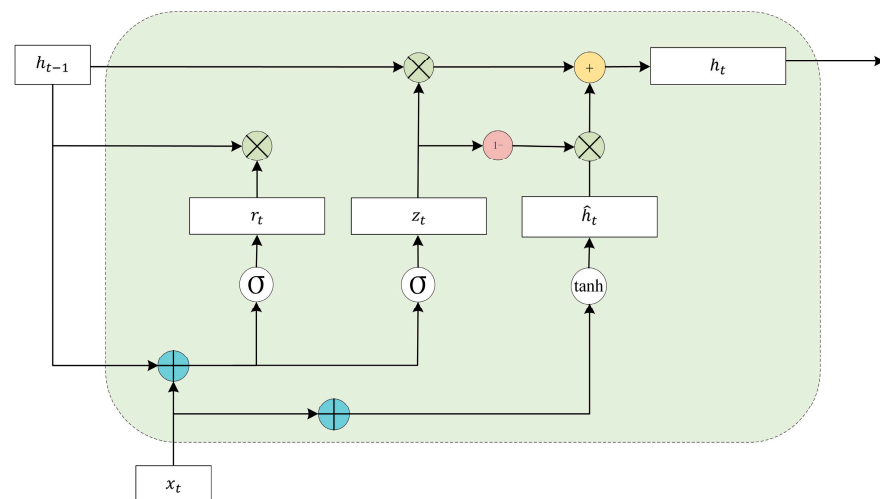 h_{t−1}
h_t
+
1−
r_t
z_t
ĥ_t
σ
σ
tanh
x_t